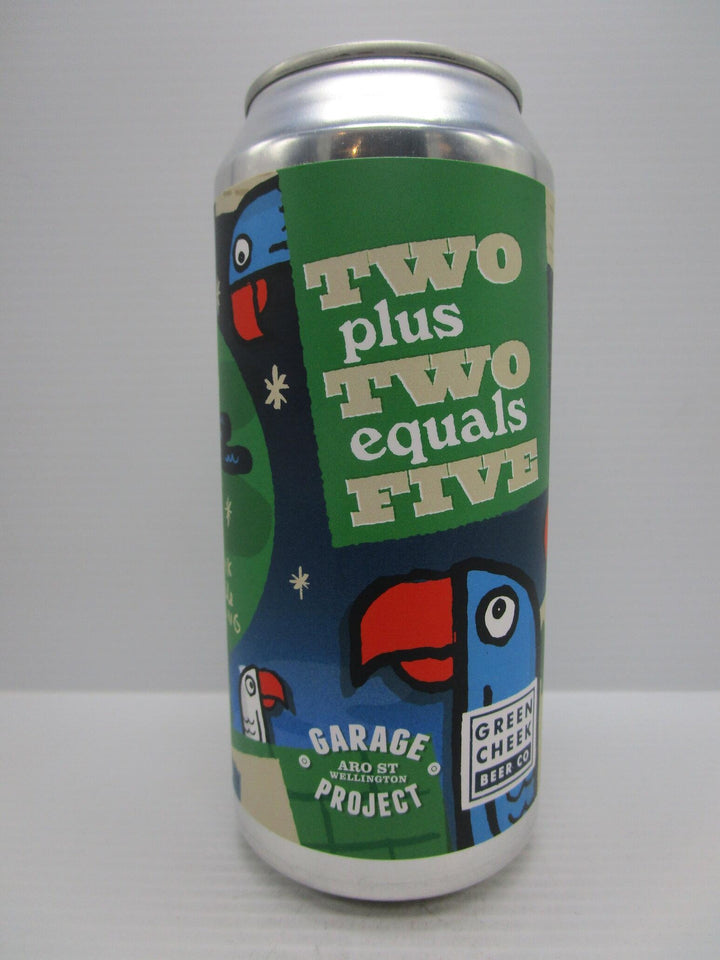 TWO
plus
TWO
equals
FIVE
GARAGE
ARO ST
WELLINGTON
PROJECT
GREEN
CHEEK
BEER CO